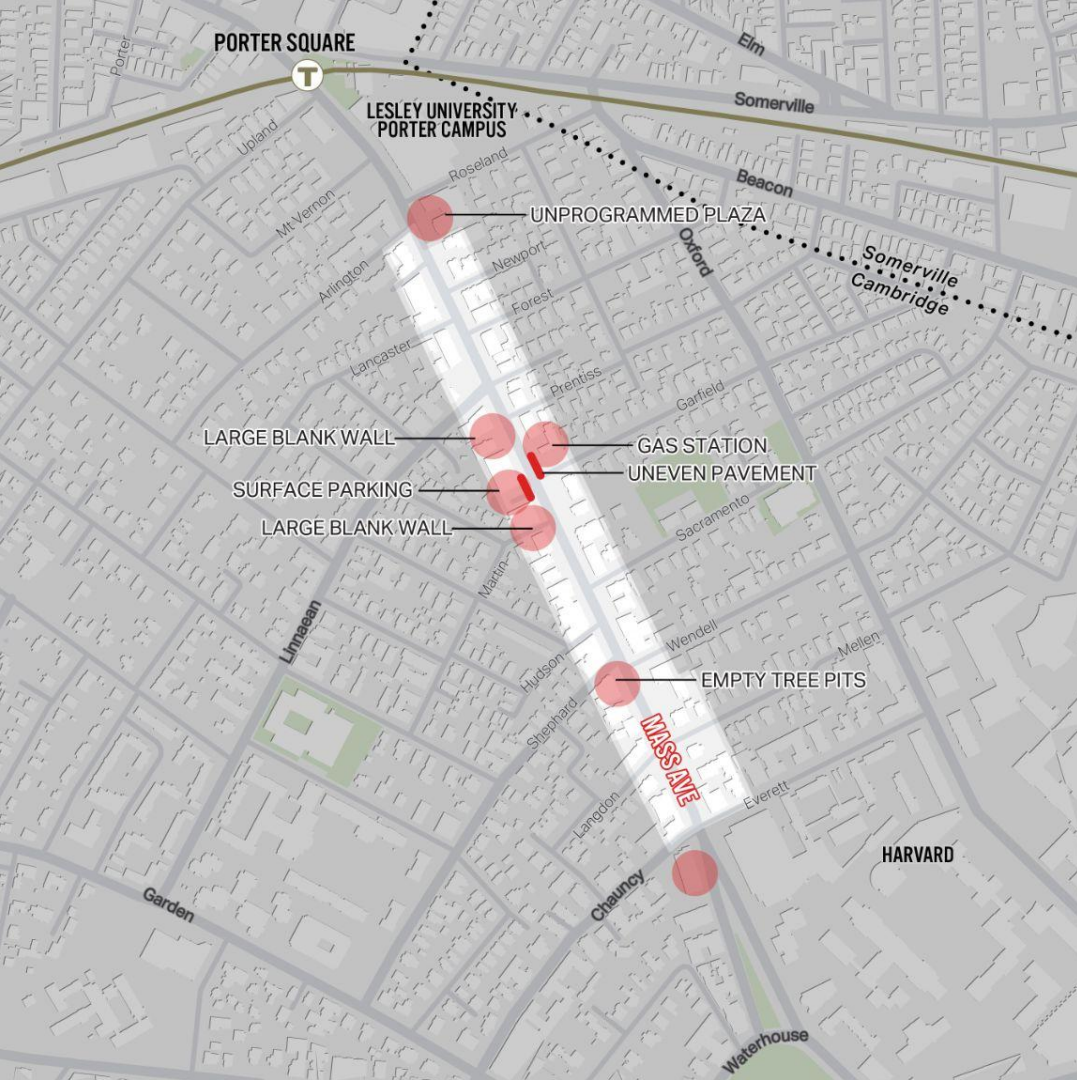 Porter
PORTER SQUARE
T
Elm
Somerville
LESLEY UNIVERSITY
PORTER CAMPUS
Upland
Roseland
Beacon
Mt Vernon
UNPROGRAMMED PLAZA
Oxford
Newport
Somerville
Cambridge
Arlington
Forest
Lancaster
Prentiss
Garfield
LARGE BLANK WALL
GAS STATION
UNEVEN PAVEMENT
SURFACE PARKING
Sacramento
LARGE BLANK WALL
Martin
Linnaean
Wendell
Mellen
Hudson
EMPTY TREE PITS
Shephard
MASS AVE
Everett
Langdon
HARVARD
Chauncy
Garden
Waterhouse